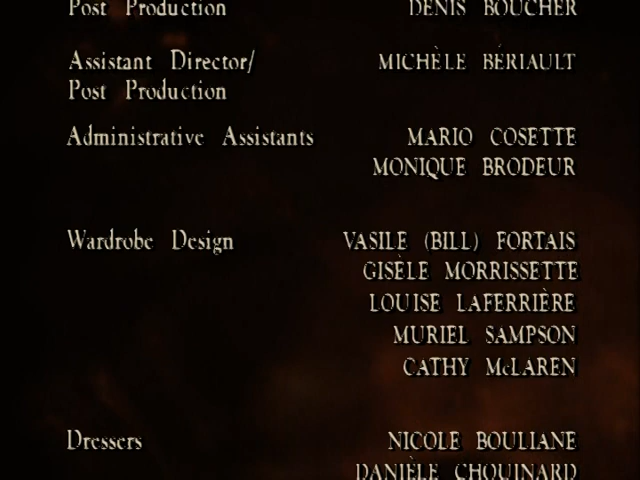 Post Production DENIS BOUCHER
Assistant Director/ MICHÈLE BÉRIAULT
Post Production
Administrative Assistants MARIO COSETTE
MONIQUE BRODEUR
Wardrobe Design VASILE (BILL) FORTAIS
GISÈLE MORRISSETTE
LOUISE LAFERRIÈRE
MURIEL SAMPSON
CATHY McLAREN
Dressers NICOLE BOULIANE
DANIÈLE CHOUINARD